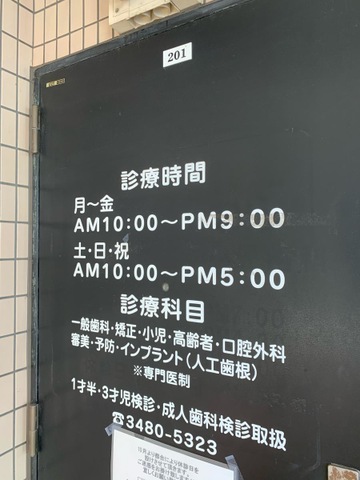 201
診療時間
月〜金
AM10:00〜PM9:00
土・日・祝
AM10:00〜PM5:00
診療科目
一般歯科・矯正・小児・高齢者・口腔外科
審美・予防・インプラント(人工歯根)
※専門医制
1才半・3才児検診・成人歯科検診取扱
☎3480-5323